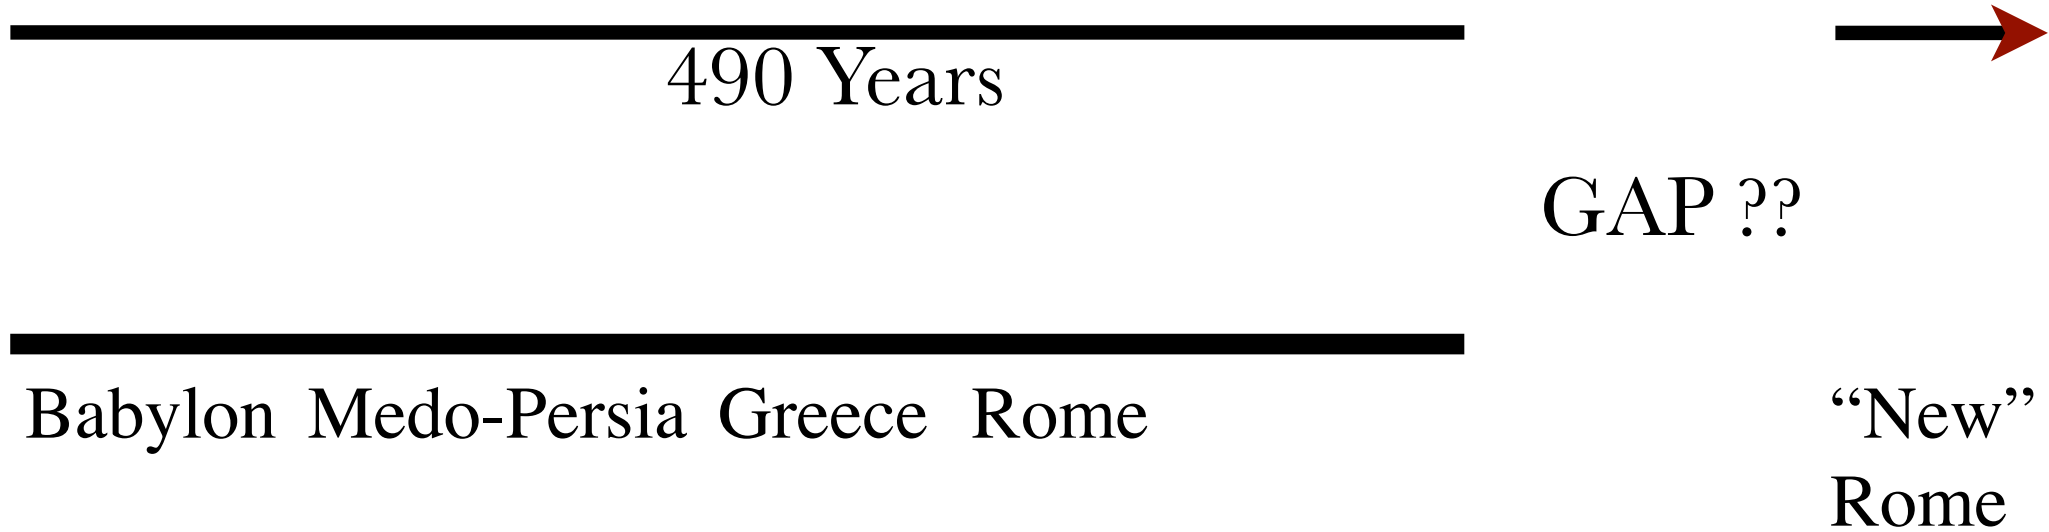 490 Years
GAP ??
Babylon Medo-Persia Greece Rome “New”
Rome